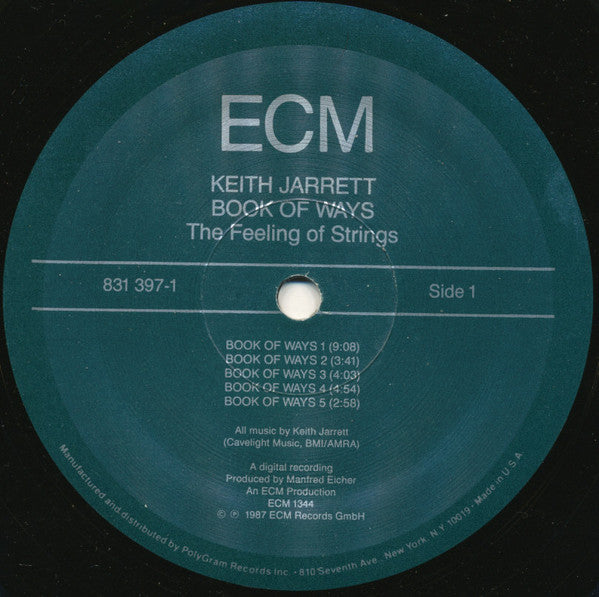 ECM
KEITH JARRETT
BOOK OF WAYS
The Feeling of Strings
831 397-1
Side 1
BOOK OF WAYS 1 (9:08)
BOOK OF WAYS 2 (3:41)
BOOK OF WAYS 3 (4:03)
BOOK OF WAYS 4 (4:54)
BOOK OF WAYS 5 (2:58)
All music by Keith Jarrett
(Cavelight Music, BMI/AMRA)
A digital recording
Produced by Manfred Eicher
An ECM Production
ECM 1344
© ℗ 1987 ECM Records GmbH
Manufactured and distributed by PolyGram Records Inc. · 810 Seventh Ave. New York, N.Y. 10019 · Made in U.S.A.